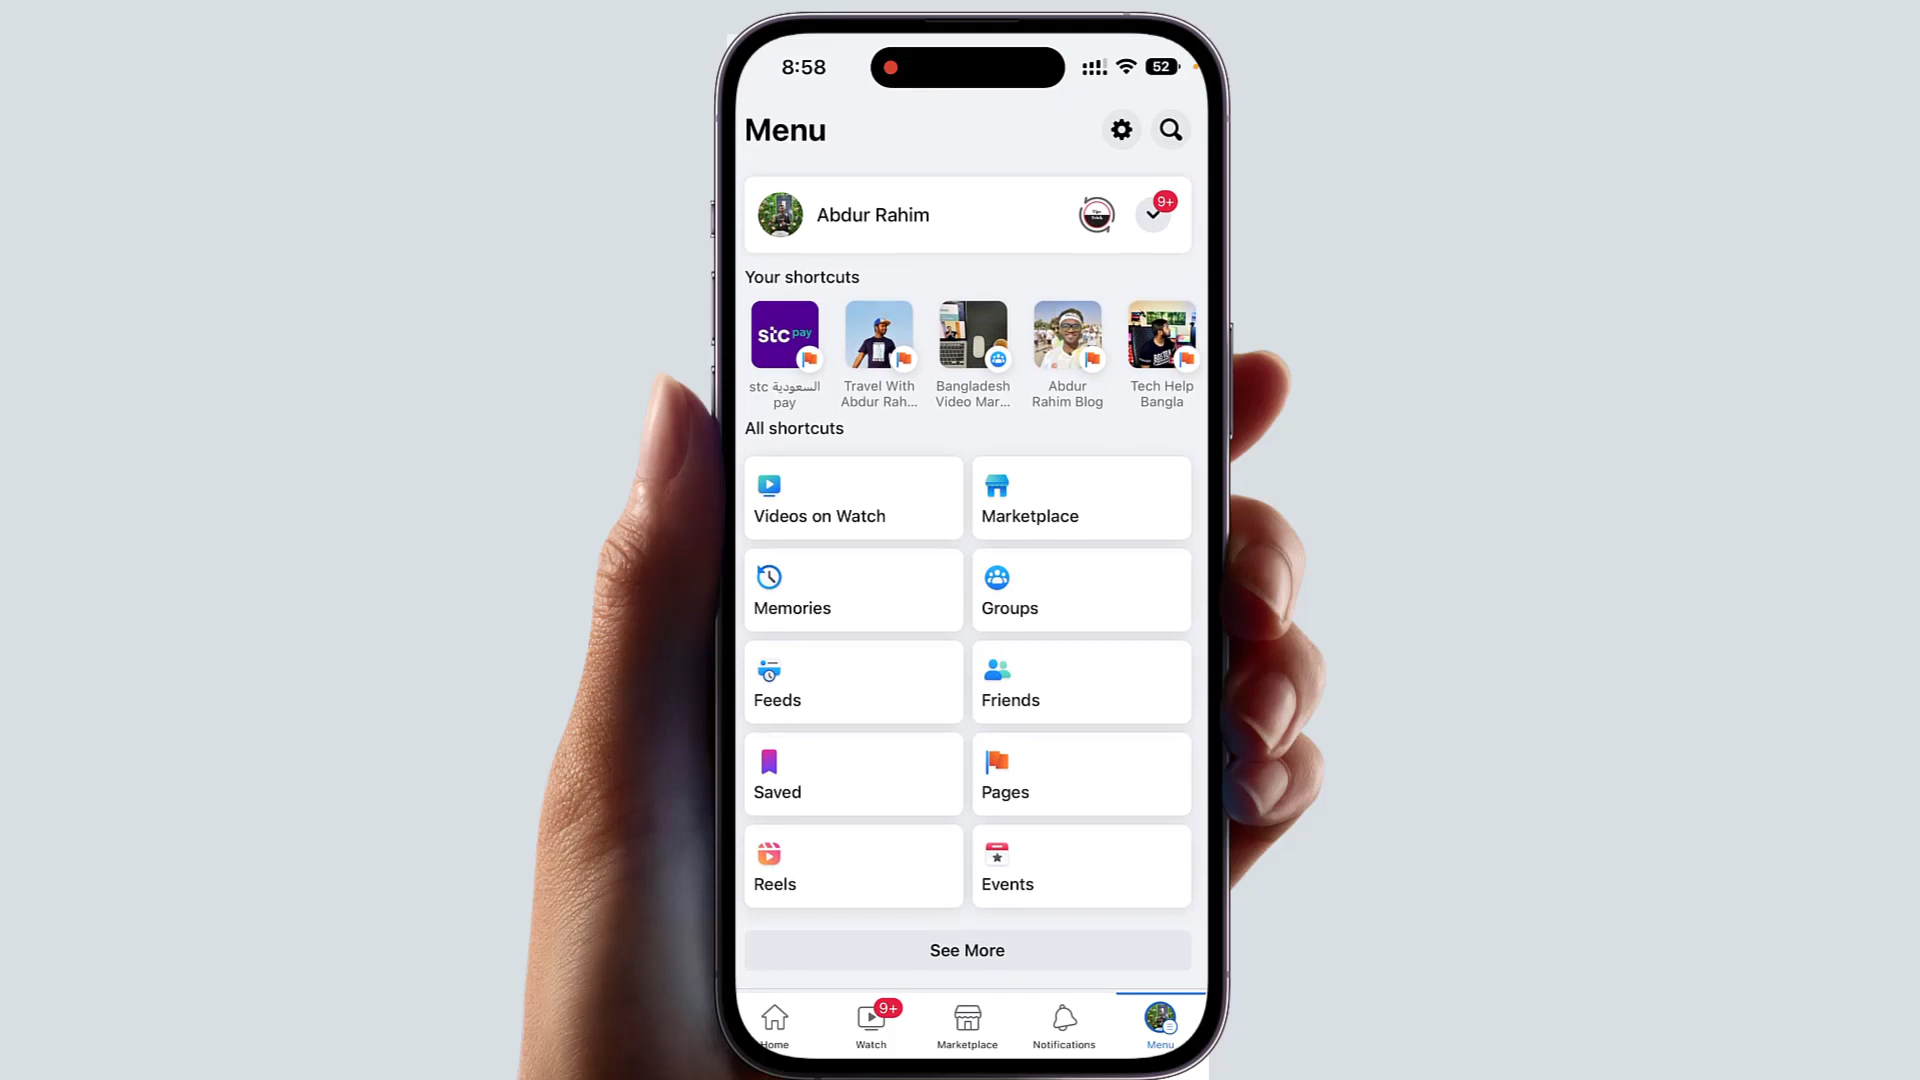 8:58
52
Menu
Abdur Rahim
9+
Your shortcuts
stc pay
stc السعودية
pay
Travel With
Abdur Rah...
Bangladesh
Video Mar...
Abdur
Rahim Blog
Tech Help
Bangla
All shortcuts
Videos on Watch
Marketplace
Memories
Groups
Feeds
Friends
Saved
Pages
Reels
Events
See More
9+
Home
Watch
Marketplace
Notifications
Menu